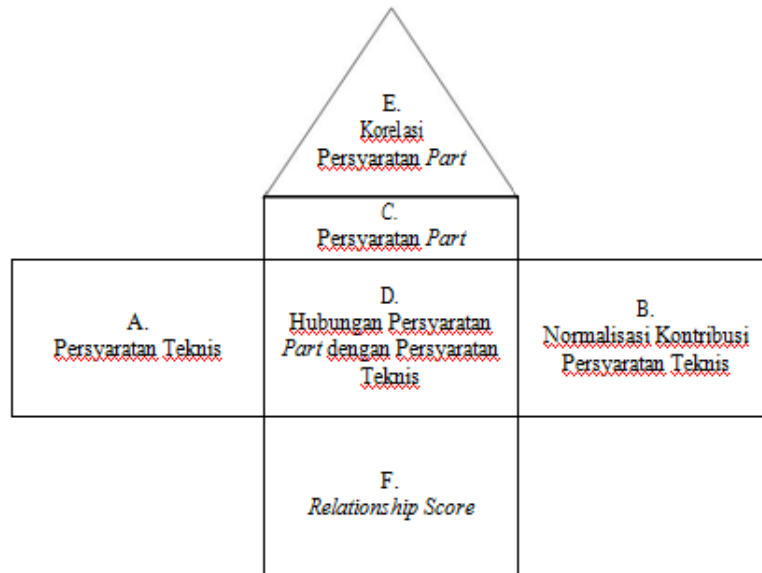 E.
Korelasi
Persyaratan Part
C.
Persyaratan Part
A.
Persyaratan Teknis
D.
Hubungan Persyaratan
Part dengan Persyaratan
Teknis
B.
Normalisasi Kontribusi
Persyaratan Teknis
F.
Relationship Score